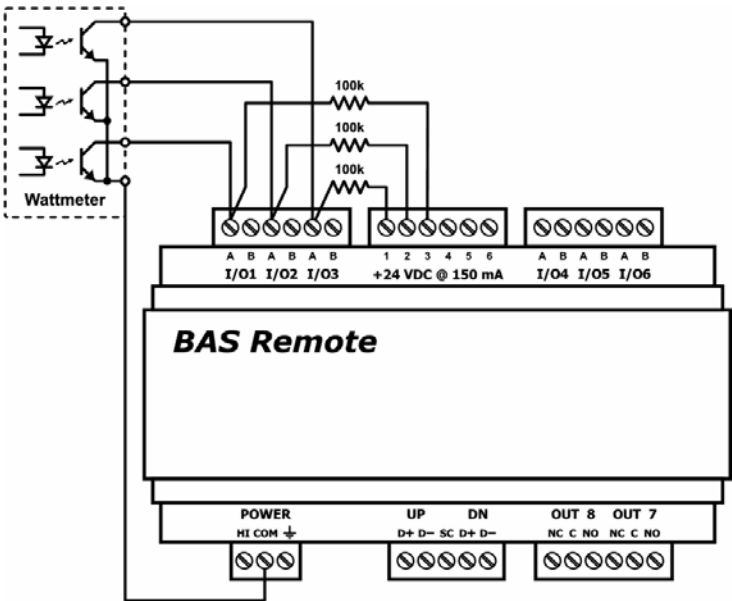 100k
100k
100k
Wattmeter
A B A B A B
I/O1 I/O2 I/O3
1 2 3 4 5 6
+24 VDC @ 150 mA
A B A B A B
I/O4 I/O5 I/O6
BAS Remote
POWER
HI COM
UP DN
D+ D− SC D+ D−
OUT 8 OUT 7
NC C NO NC C NO